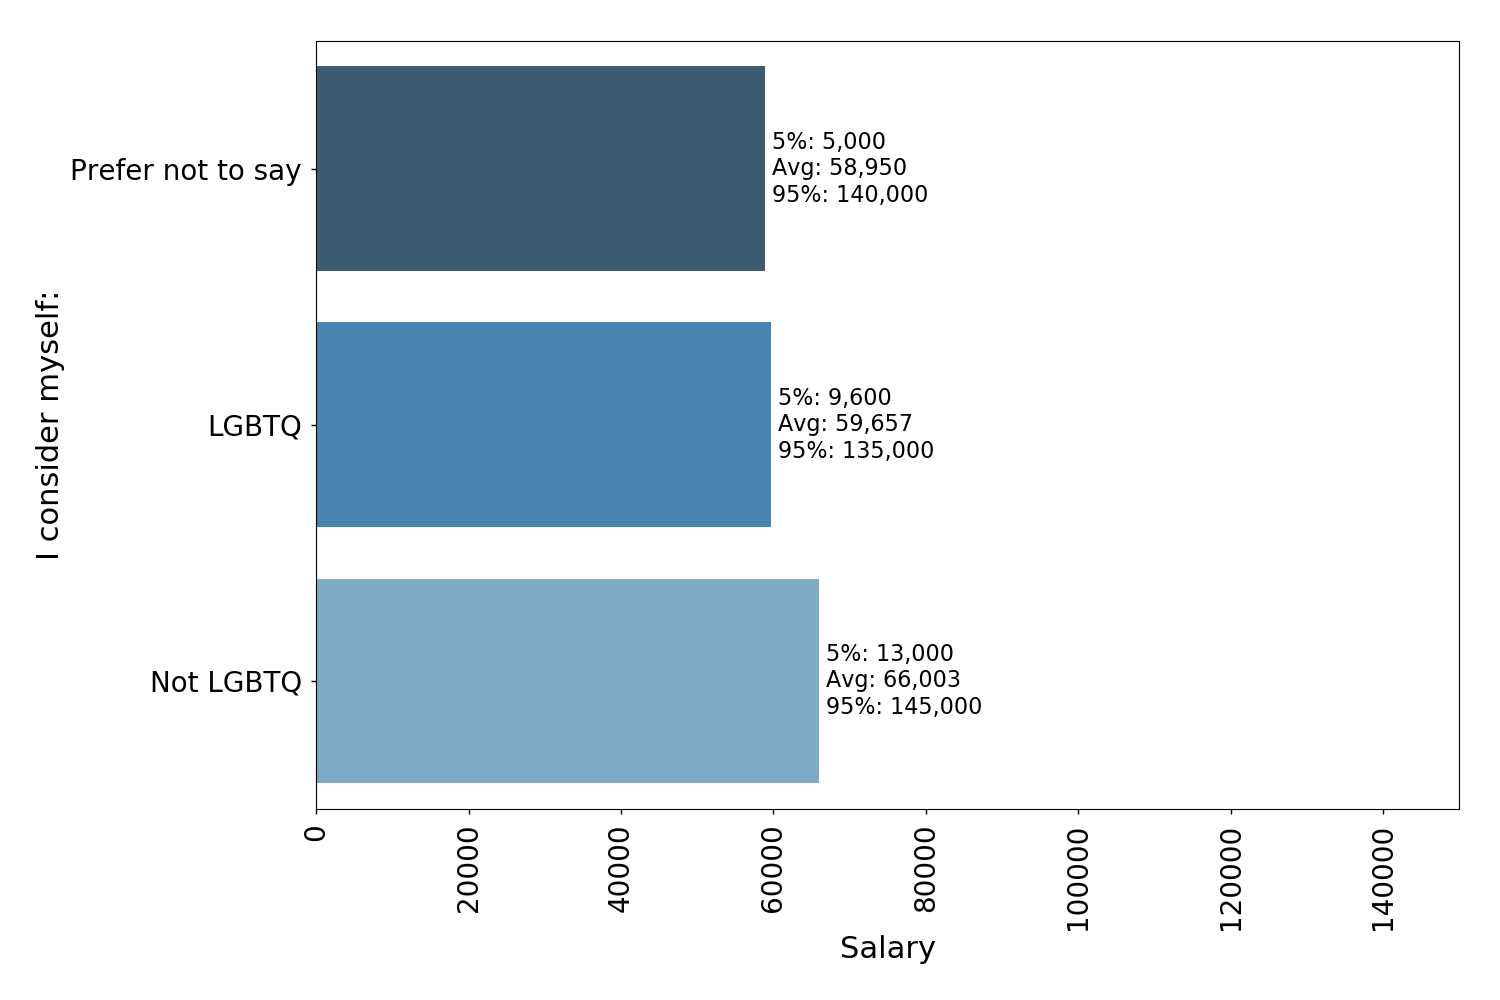 I consider myself:
Prefer not to say
5%: 5,000
Avg: 58,950
95%: 140,000
LGBTQ
5%: 9,600
Avg: 59,657
95%: 135,000
Not LGBTQ
5%: 13,000
Avg: 66,003
95%: 145,000
0
20000
40000
60000
80000
100000
120000
140000
Salary